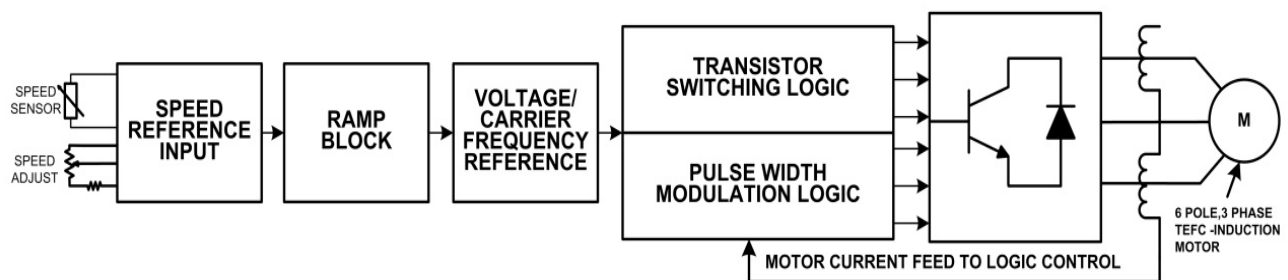 SPEED
SENSOR
SPEED
ADJUST
SPEED
REFERENCE
INPUT
RAMP
BLOCK
VOLTAGE/
CARRIER
FREQUENCY
REFERENCE
TRANSISTOR
SWITCHING LOGIC
PULSE WIDTH
MODULATION LOGIC
M
6 POLE,3 PHASE
TEFC -INDUCTION
MOTOR
MOTOR CURRENT FEED TO LOGIC CONTROL